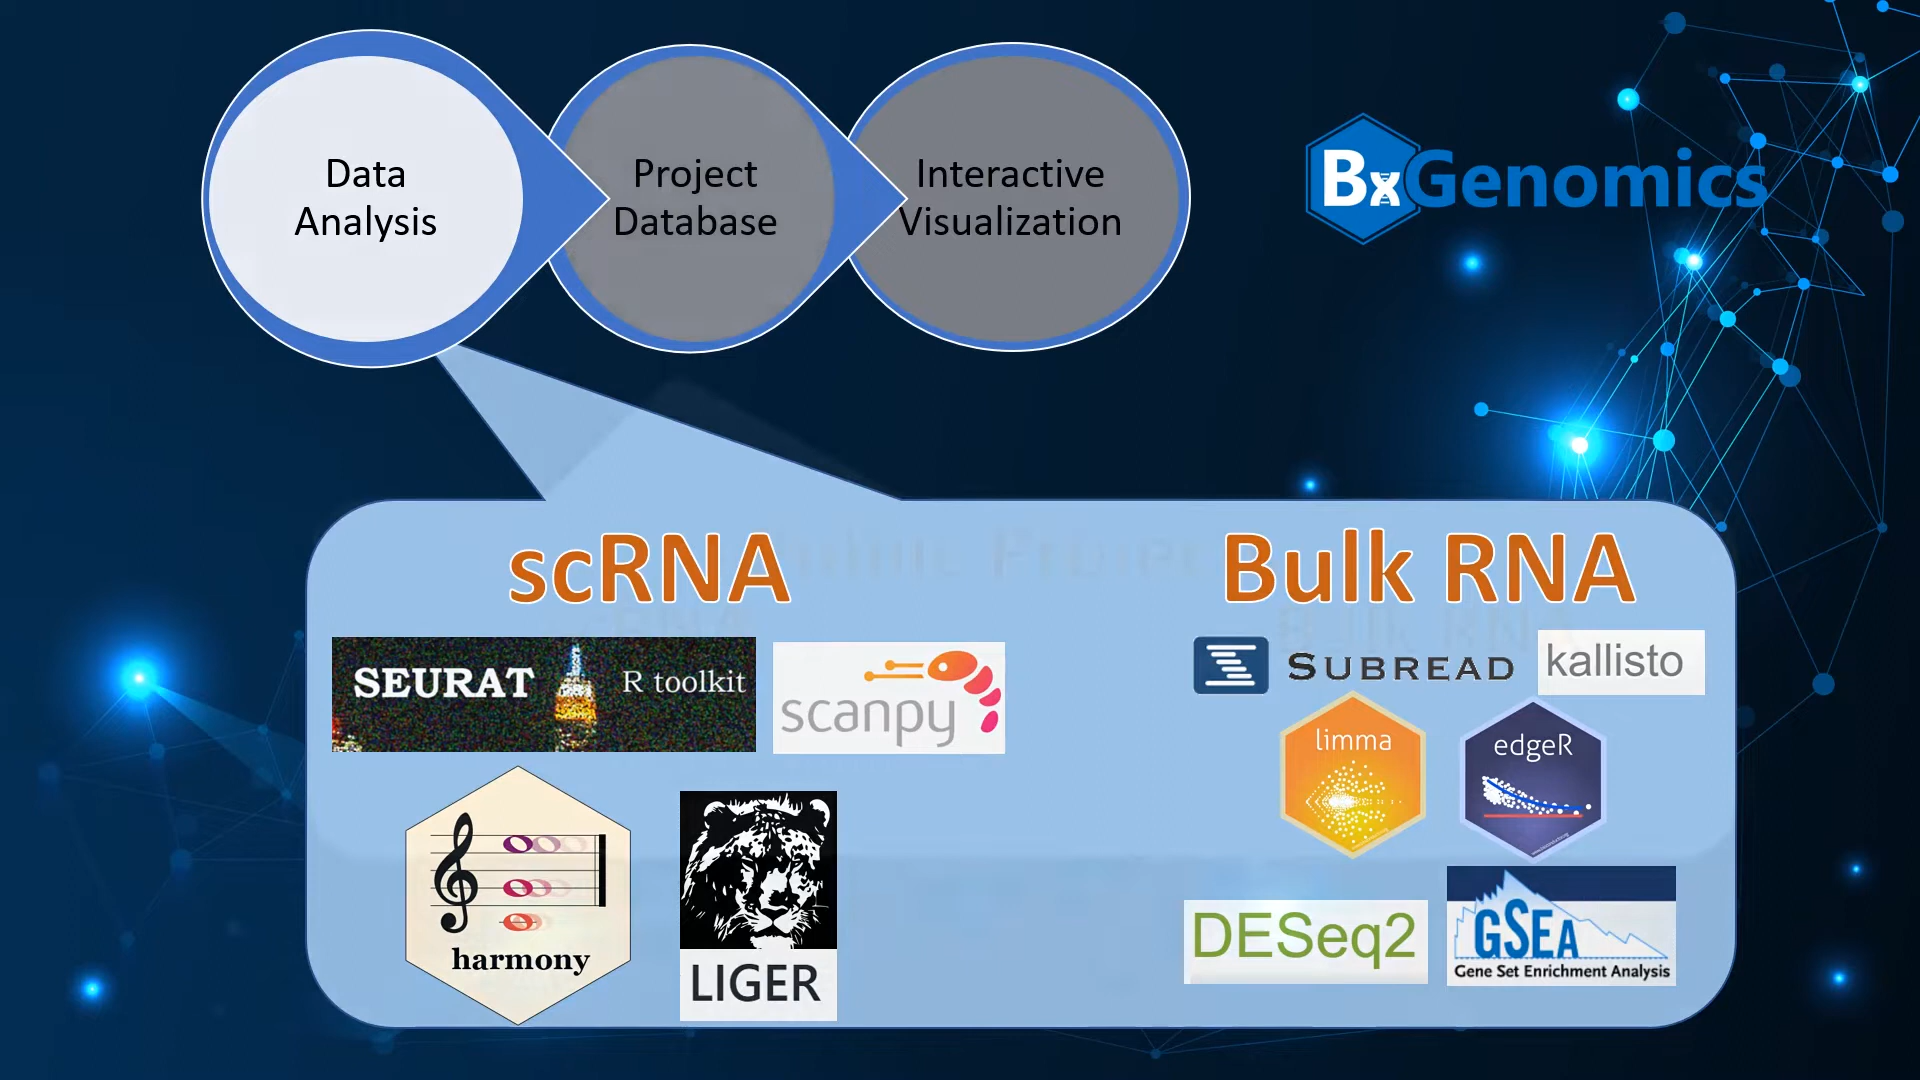 Data
Analysis
Project
Database
Interactive
Visualization
BxGenomics
scRNA
Bulk RNA
SEURAT R toolkit
scanpy
SUBREAD
kallisto
limma
edgeR
harmony
LIGER
DESeq2
GSEA
Gene Set Enrichment Analysis